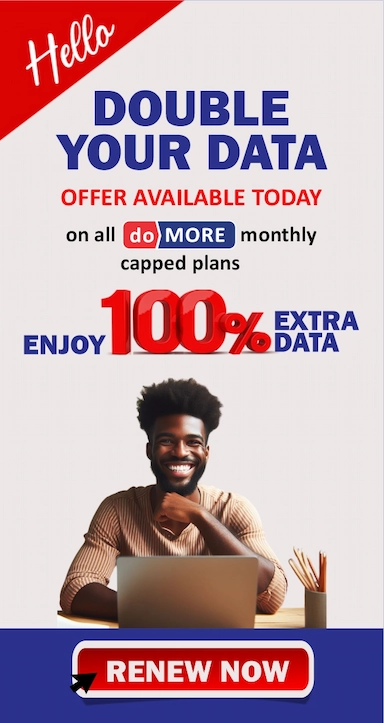 Hello
DOUBLE
YOUR DATA
OFFER AVAILABLE TODAY
on all do MORE monthly
capped plans
ENJOY 100% EXTRA DATA
RENEW NOW